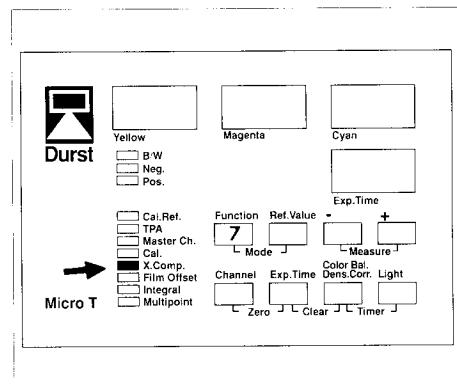 Yellow
Magenta
Cyan
Durst
B/W
Neg.
Pos.
Exp.Time
Cal.Ref.
TPA
Master Ch.
Cal.
X.Comp.
Film Offset
Integral
Multipoint
Micro T
Function Ref.Value - +
7
Mode Measure
Channel Exp.Time Color Bal. Dens.Corr. Light
Zero Clear Timer